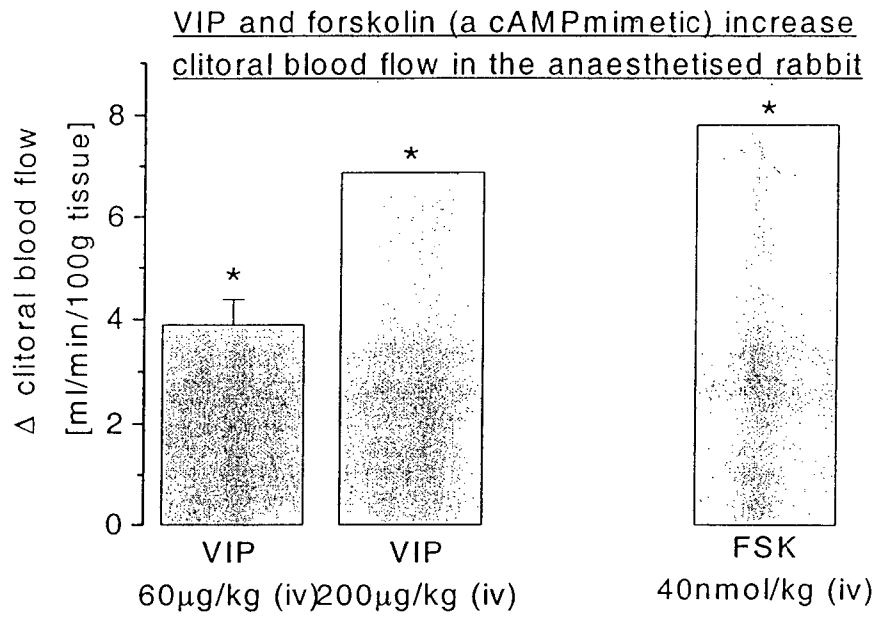 VIP and forskolin (a cAMPmimetic) increase
clitoral blood flow in the anaesthetised rabbit
Δ clitoral blood flow
[ml/min/100g tissue]
8
6
4
2
0
*
*
*
VIP
60μg/kg (iv)
VIP
200μg/kg (iv)
FSK
40nmol/kg (iv)